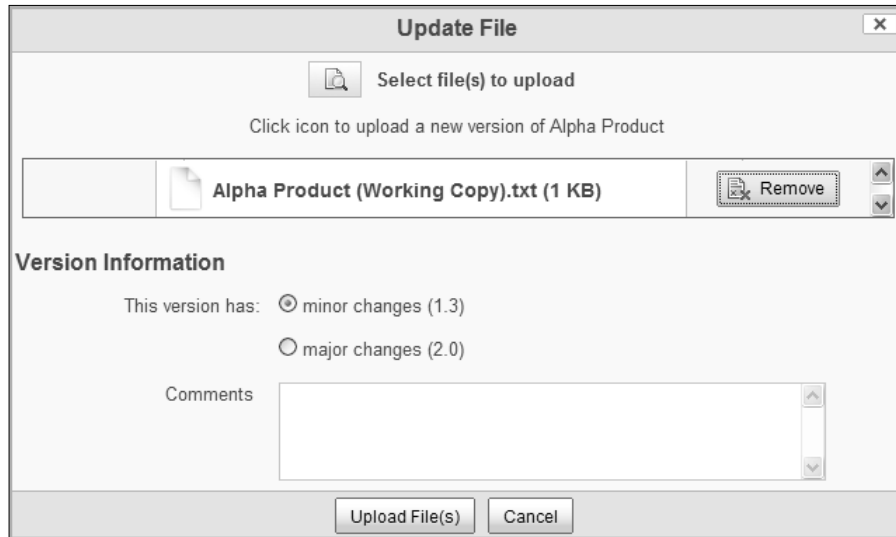 Update File
Select file(s) to upload
Click icon to upload a new version of Alpha Product
Alpha Product (Working Copy).txt (1 KB)
Remove
Version Information
This version has:
minor changes (1.3)
major changes (2.0)
Comments
Upload File(s)
Cancel